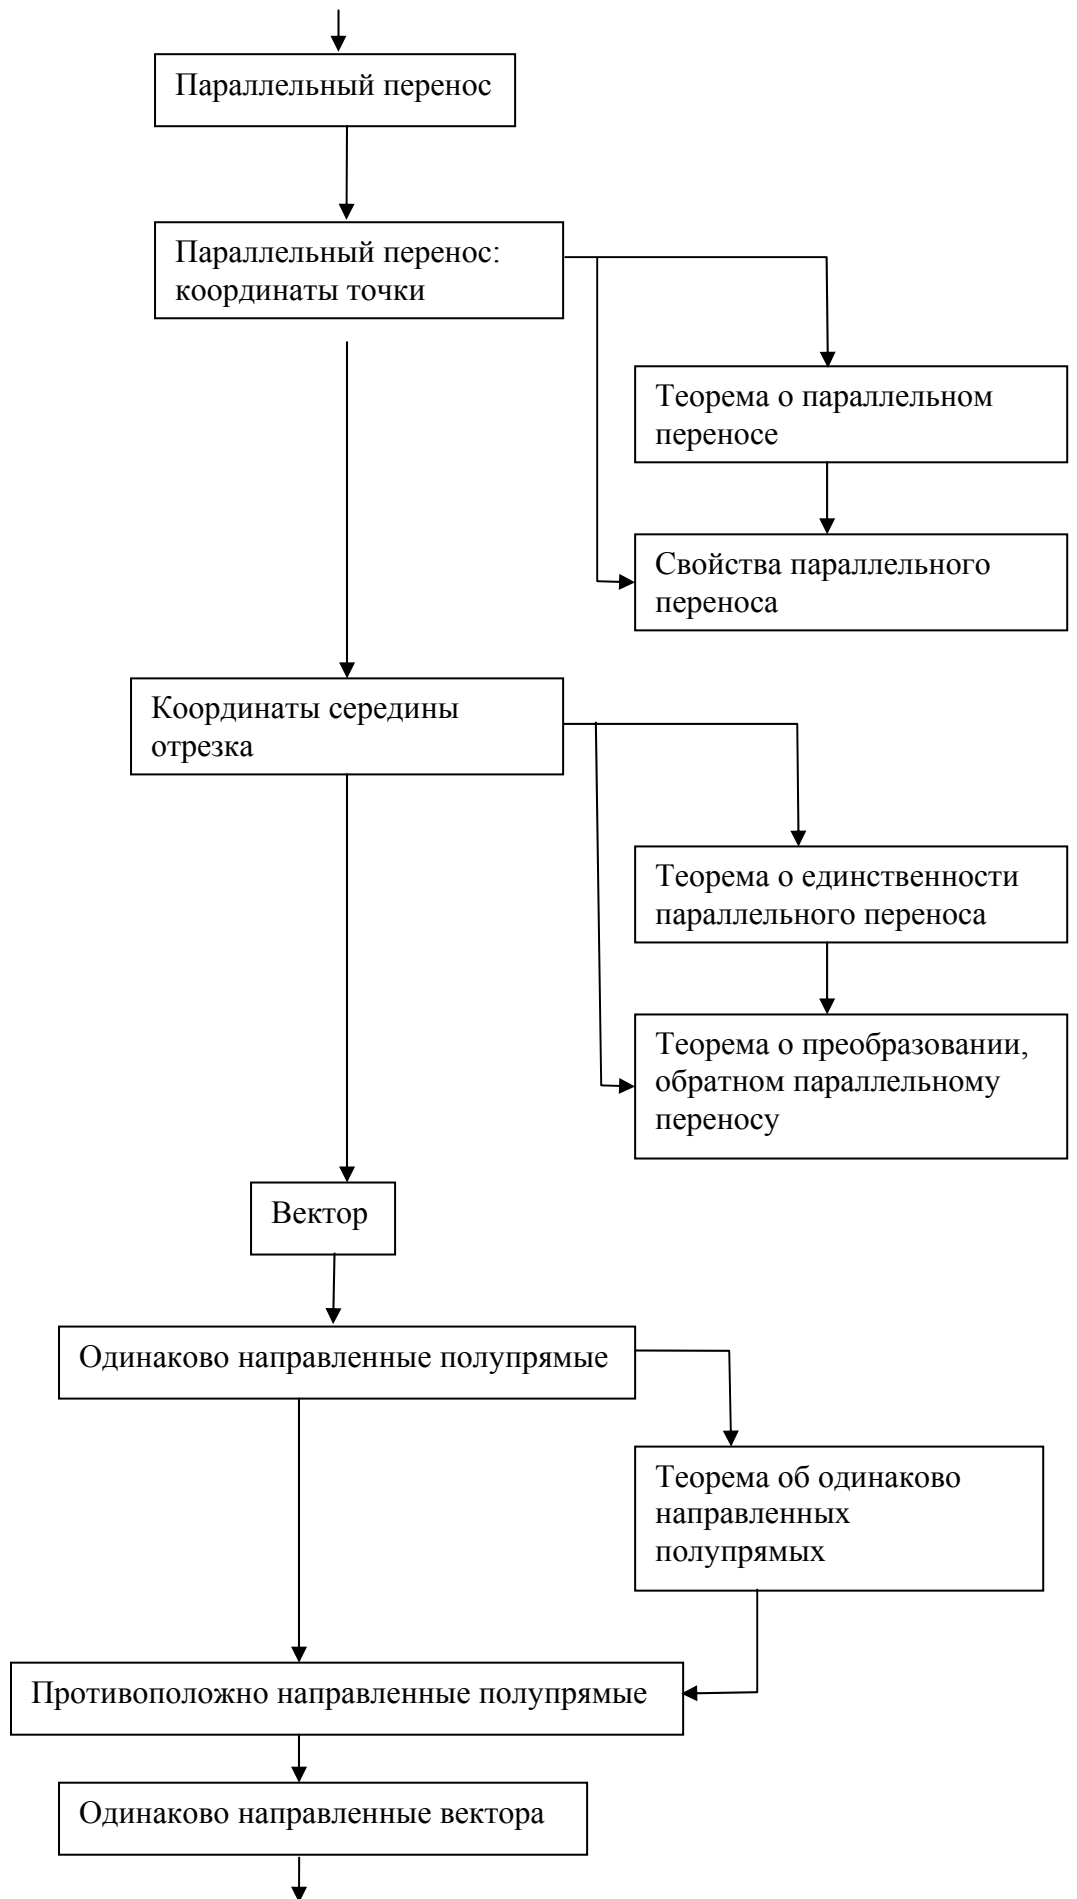 Параллельный перенос
Параллельный перенос:
координаты точки
Теорема о параллельном
переносе
Свойства параллельного
переноса
Координаты середины
отрезка
Теорема о единственности
параллельного переноса
Теорема о преобразовании,
обратном параллельному
переносу
Вектор
Одинаково направленные полупрямые
Теорема об одинаково
направленных
полупрямых
Противоположно направленные полупрямые
Одинаково направленные вектора